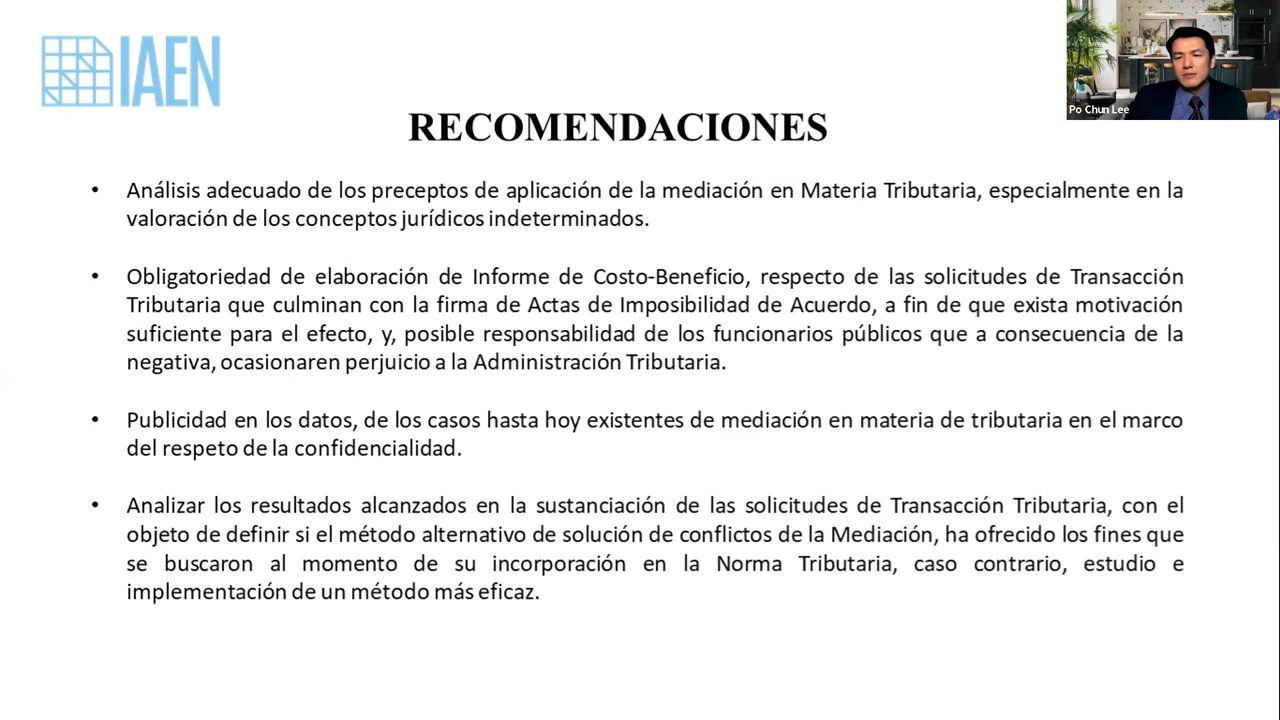 IAEN
Po Chun Lee
RECOMENDACIONES
• Análisis adecuado de los preceptos de aplicación de la mediación en Materia Tributaria, especialmente en la
valoración de los conceptos jurídicos indeterminados.
• Obligatoriedad de elaboración de Informe de Costo-Beneficio, respecto de las solicitudes de Transacción
Tributaria que culminan con la firma de Actas de Imposibilidad de Acuerdo, a fin de que exista motivación
suficiente para el efecto, y, posible responsabilidad de los funcionarios públicos que a consecuencia de la
negativa, ocasionaren perjuicio a la Administración Tributaria.
• Publicidad en los datos, de los casos hasta hoy existentes de mediación en materia de tributaria en el marco
del respeto de la confidencialidad.
• Analizar los resultados alcanzados en la sustanciación de las solicitudes de Transacción Tributaria, con el
objeto de definir si el método alternativo de solución de conflictos de la Mediación, ha ofrecido los fines que
se buscaron al momento de su incorporación en la Norma Tributaria, caso contrario, estudio e
implementación de un método más eficaz.